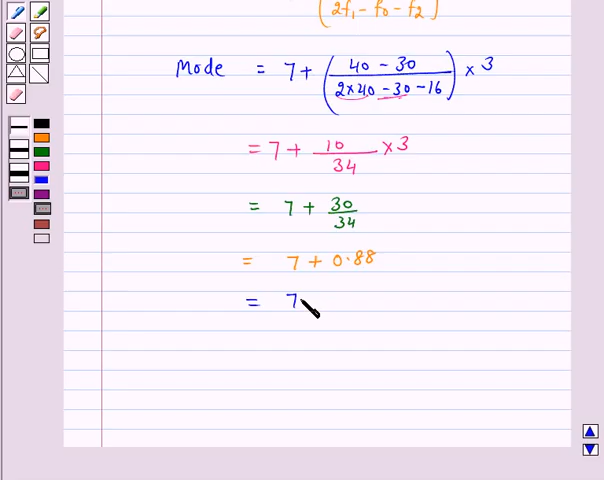 (2f₁ - f₀ - f₂)
Mode = 7 + (40 - 30 / 2×40 - 30 - 16) × 3
= 7 + 10/34 × 3
= 7 + 30/34
= 7 + 0.88
= 7